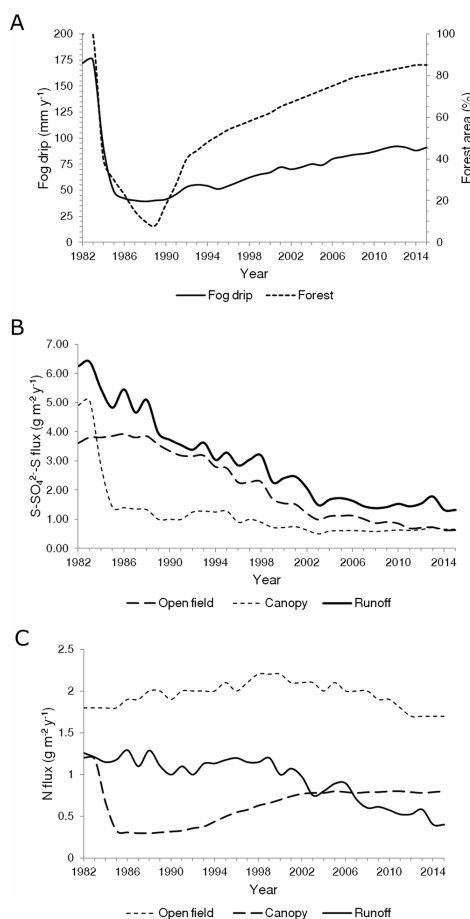 A
200
175
150
125
100
75
50
25
0
Fog drip (mm y⁻¹)
100
80
60
40
20
0
Forest area (%)
1982 1986 1990 1994 1998 2002 2006 2010 2014
Year
Fog drip Forest
B
7.00
6.00
5.00
4.00
3.00
2.00
1.00
0.00
S-SO₄²⁻-S flux (g m⁻² y⁻¹)
1982 1986 1990 1994 1998 2002 2006 2010 2014
Year
Open field Canopy Runoff
C
2.5
2
1.5
1
0.5
0
N flux (g m⁻² y⁻¹)
1982 1986 1990 1994 1998 2002 2006 2010 2014
Year
Open field Canopy Runoff